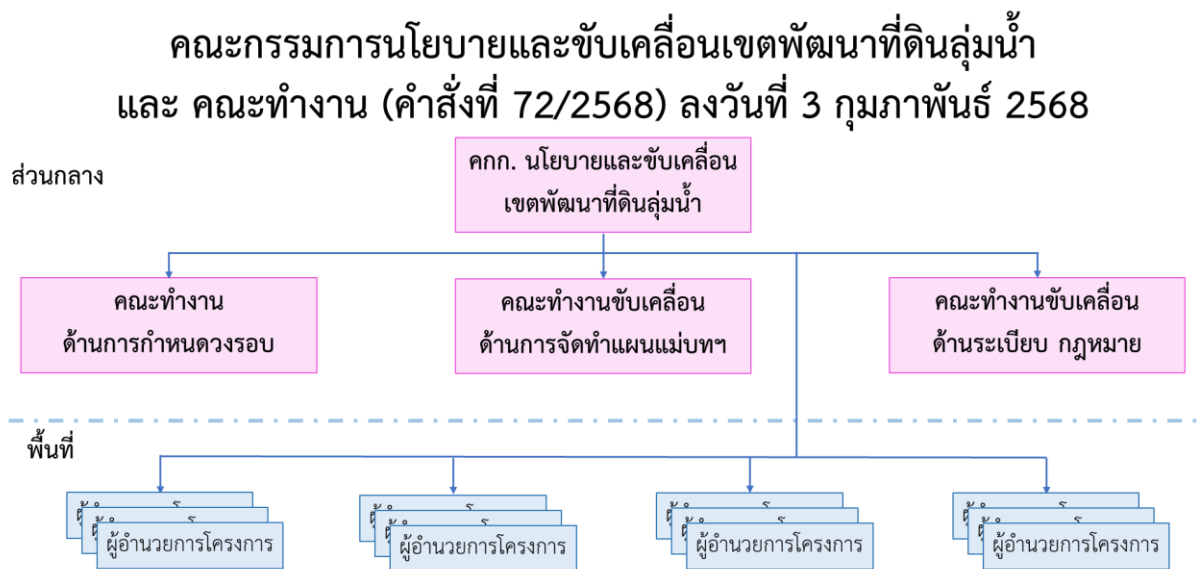 คณะกรรมการนโยบายและขับเคลื่อนเขตพัฒนาที่ดินลุ่มน้ำ
และ คณะทำงาน (คำสั่งที่ 72/2568) ลงวันที่ 3 กุมภาพันธ์ 2568
ส่วนกลาง
คกก. นโยบายและขับเคลื่อน
เขตพัฒนาที่ดินลุ่มน้ำ
คณะทำงาน
ด้านการกำหนดวงรอบ
คณะทำงานขับเคลื่อน
ด้านการจัดทำแผนแม่บทฯ
คณะทำงานขับเคลื่อน
ด้านระเบียบ กฎหมาย
พื้นที่
ผู้อำนวยการโครงการ
ผู้อำนวยการโครงการ
ผู้อำนวยการโครงการ
ผู้อำนวยการโครงการ